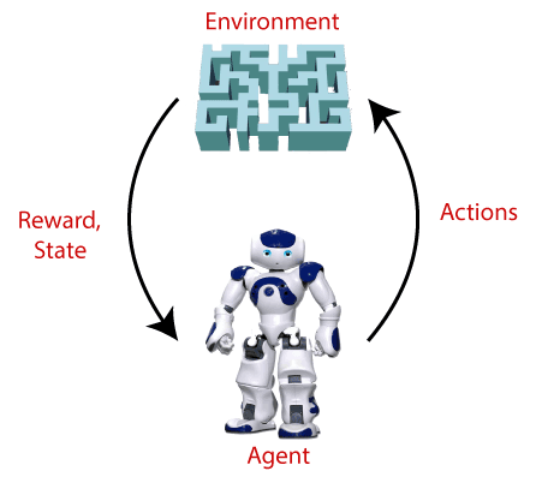 Environment
Reward,
State
Actions
Agent